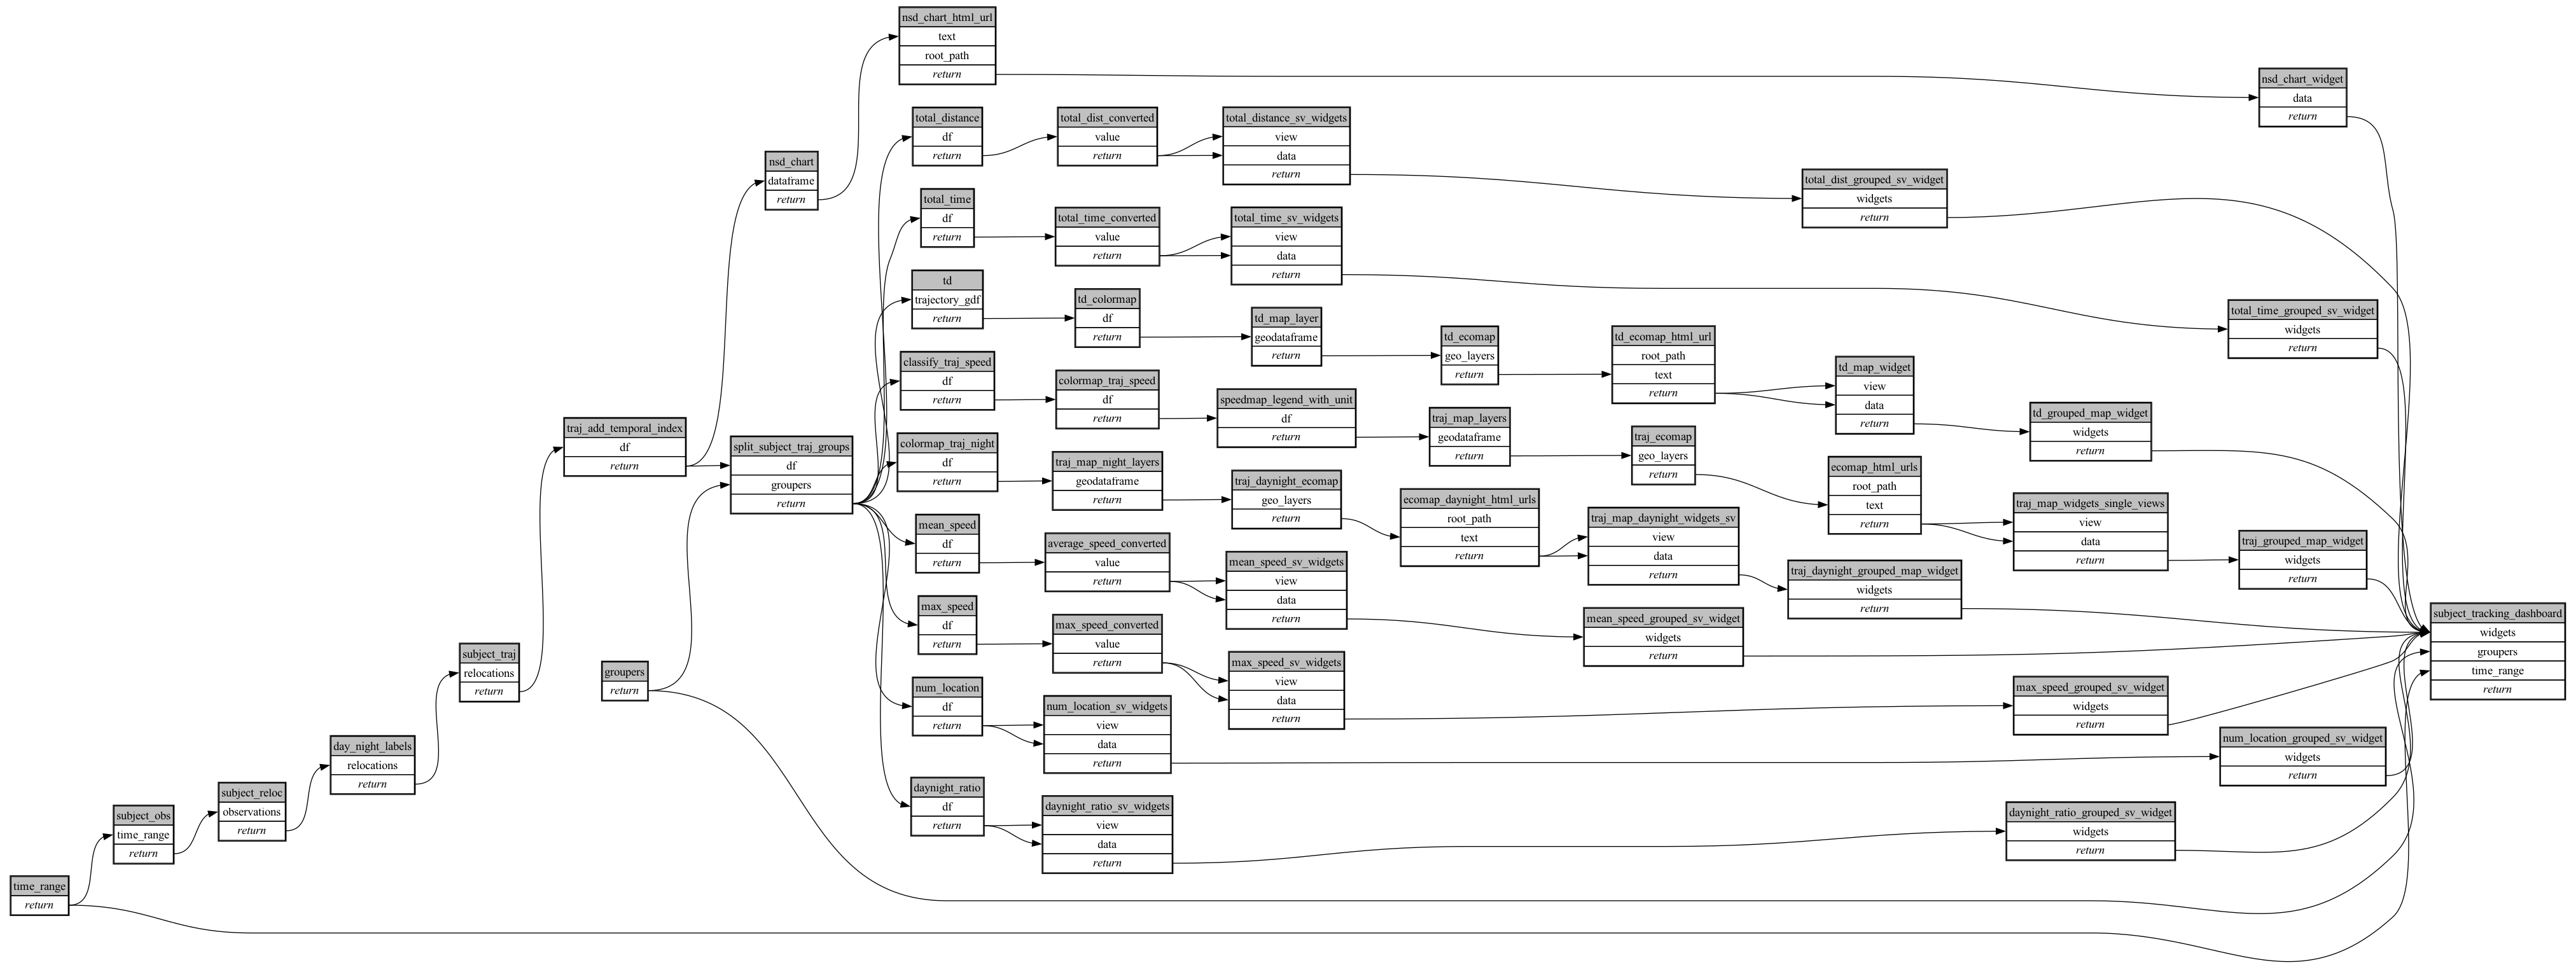 nsd_chart_html_url
text
root_path
return
nsd_chart_widget
data
return
total_distance
df
return
total_dist_converted
value
return
total_distance_sv_widgets
view
data
return
nsd_chart
dataframe
return
total_dist_grouped_sv_widget
widgets
return
total_time
df
return
total_time_converted
value
return
total_time_sv_widgets
view
data
return
td
trajectory_gdf
return
td_colormap
df
return
td_map_layer
geodataframe
return
td_ecomap
geo_layers
return
td_ecomap_html_url
root_path
text
return
total_time_grouped_sv_widget
widgets
return
td_map_widget
view
data
return
td_grouped_map_widget
widgets
return
classify_traj_speed
df
return
colormap_traj_speed
df
return
speedmap_legend_with_unit
df
return
traj_map_layers
geodataframe
return
traj_ecomap
geo_layers
return
ecomap_html_urls
root_path
text
return
traj_map_widgets_single_views
view
data
return
traj_grouped_map_widget
widgets
return
traj_add_temporal_index
df
return
split_subject_traj_groups
df
groupers
return
colormap_traj_night
df
return
traj_map_night_layers
geodataframe
return
traj_daynight_ecomap
geo_layers
return
ecomap_daynight_html_urls
root_path
text
return
traj_map_daynight_widgets_sv
view
data
return
traj_daynight_grouped_map_widget
widgets
return
mean_speed
df
return
average_speed_converted
value
return
mean_speed_sv_widgets
view
data
return
mean_speed_grouped_sv_widget
widgets
return
subject_tracking_dashboard
widgets
groupers
time_range
return
max_speed
df
return
max_speed_converted
value
return
max_speed_sv_widgets
view
data
return
max_speed_grouped_sv_widget
widgets
return
subject_traj
relocations
return
groupers
return
num_location
df
return
num_location_sv_widgets
view
data
return
num_location_grouped_sv_widget
widgets
return
day_night_labels
relocations
return
subject_reloc
observations
return
daynight_ratio
df
return
daynight_ratio_sv_widgets
view
data
return
daynight_ratio_grouped_sv_widget
widgets
return
subject_obs
time_range
return
time_range
return